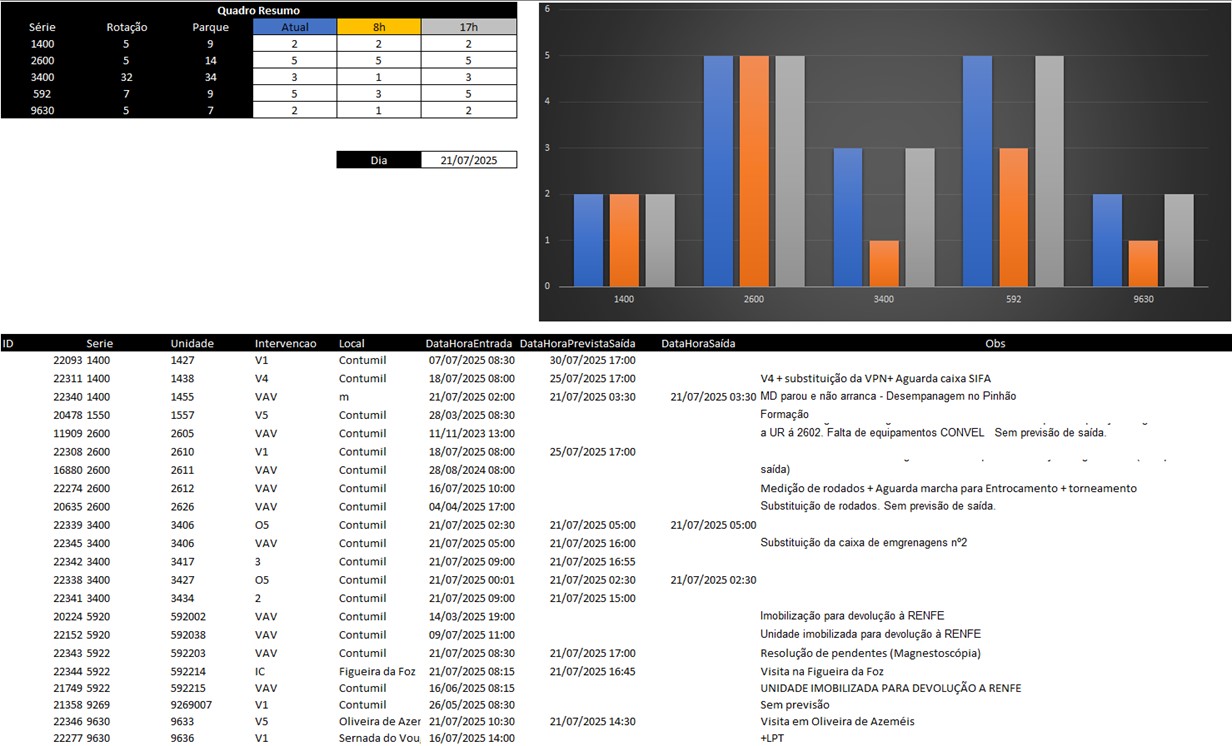 Quadro Resumo
Série Rotação Parque Atual 8h 17h
1400 5 9 2 2 2
2600 5 14 5 5 5
3400 32 34 3 1 3
592 7 9 5 3 5
9630 5 7 2 1 2
Dia 21/07/2025
6
5
4
3
2
1
0
1400 2600 3400 592 9630
ID Serie Unidade Intervencao Local DataHoraEntrada DataHoraPrevistaSaída DataHoraSaída Obs
22093 1400 1427 V1 Contumil 07/07/2025 08:30 30/07/2025 17:00
22311 1400 1438 V4 Contumil 18/07/2025 08:00 25/07/2025 17:00 V4 + substituição da VPN+ Aguarda caixa SIFA
22340 1400 1455 VAV m 21/07/2025 02:00 21/07/2025 03:30 21/07/2025 03:30 MD parou e não arranca - Desempanagem no Pinhão
20478 1550 1557 V5 Contumil 28/03/2025 08:30 Formação
11909 2600 2605 VAV Contumil 11/11/2023 13:00 a UR á 2602. Falta de equipamentos CONVEL Sem previsão de saída.
22308 2600 2610 V1 Contumil 18/07/2025 08:00 25/07/2025 17:00
16880 2600 2611 VAV Contumil 28/08/2024 08:00 saída)
22274 2600 2612 VAV Contumil 16/07/2025 10:00 Medição de rodados + Aguarda marcha para Entrocamento + torneamento
20635 2600 2626 VAV Contumil 04/04/2025 17:00 Substituição de rodados. Sem previsão de saída.
22339 3400 3406 O5 Contumil 21/07/2025 02:30 21/07/2025 05:00 21/07/2025 05:00
22345 3400 3406 VAV Contumil 21/07/2025 05:00 21/07/2025 16:00 Substituição da caixa de emgrenagens nº2
22342 3400 3417 3 Contumil 21/07/2025 09:00 21/07/2025 16:55
22338 3400 3427 O5 Contumil 21/07/2025 00:01 21/07/2025 02:30 21/07/2025 02:30
22341 3400 3434 2 Contumil 21/07/2025 09:00 21/07/2025 15:00
20224 5920 592002 VAV Contumil 14/03/2025 19:00 Imobilização para devolução à RENFE
22152 5920 592038 VAV Contumil 09/07/2025 11:00 Unidade imobilizada para devolução à RENFE
22343 5922 592203 VAV Contumil 21/07/2025 08:30 21/07/2025 17:00 Resolução de pendentes (Magnestoscópia)
22344 5922 592214 IC Figueira da Foz 21/07/2025 08:15 21/07/2025 16:45 Visita na Figueira da Foz
21749 5922 592215 VAV Contumil 16/06/2025 08:15 UNIDADE IMOBILIZADA PARA DEVOLUÇÃO A RENFE
21358 9269 9269007 V1 Contumil 26/05/2025 08:30 Sem previsão
22346 9630 9633 V5 Oliveira de Azer 21/07/2025 10:30 21/07/2025 14:30 Visita em Oliveira de Azeméis
22277 9630 9636 V1 Sernada do Vou 16/07/2025 14:00 +LPT